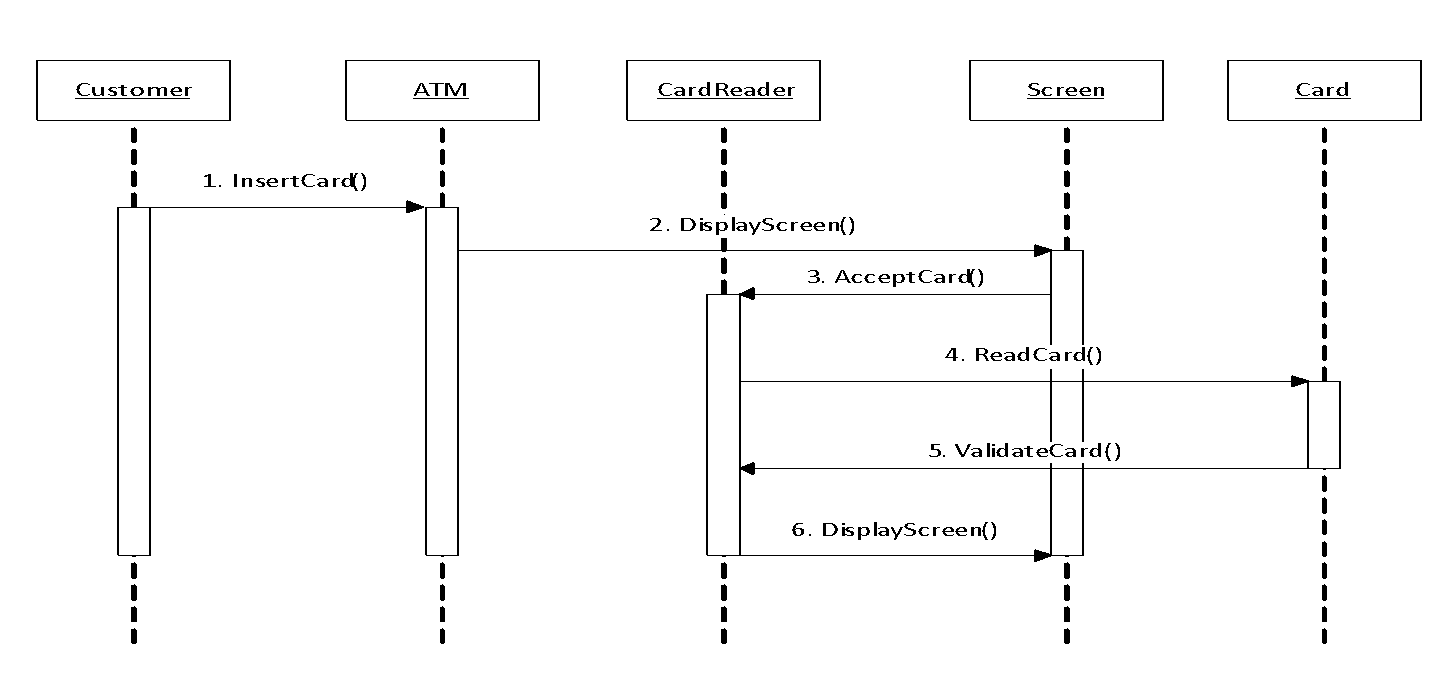 Customer
ATM
CardReader
Screen
Card
1. InsertCard()
2. DisplayScreen()
3. AcceptCard()
4. ReadCard()
5. ValidateCard()
6. DisplayScreen()